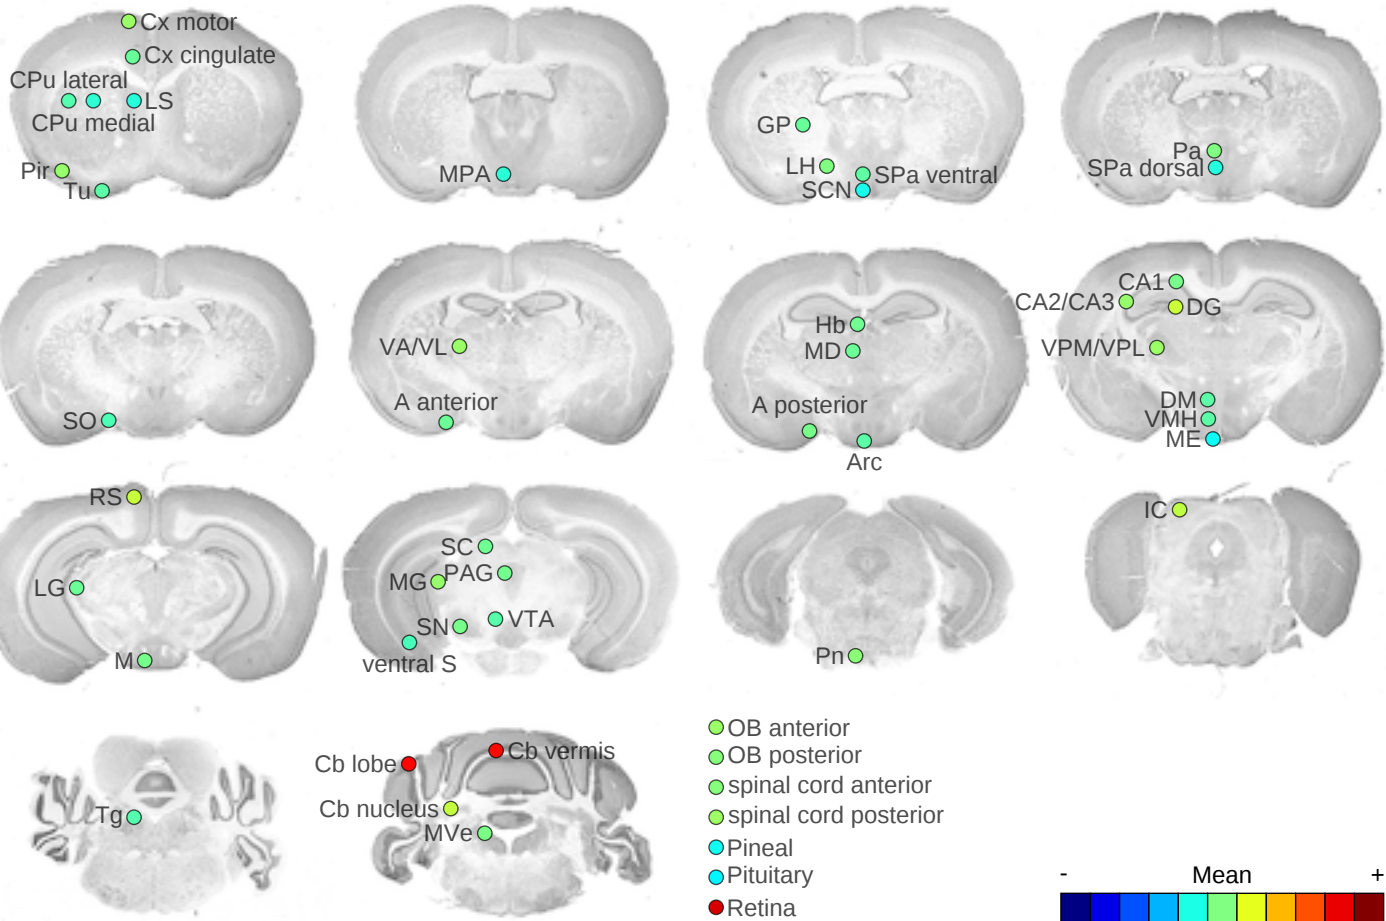 Cx motor
Cx cingulate
CPu lateral
LS
CPu medial
Pir
Tu
MPA
GP
LH
SPa ventral
SCN
Pa
SPa dorsal
SO
VA/VL
A anterior
Hb
MD
A posterior
Arc
CA1
CA2/CA3
DG
VPM/VPL
DM
VMH
ME
RS
LG
M
SC
PAG
MG
VTA
SN
ventral S
Pn
IC
Tg
Cb vermis
Cb lobe
Cb nucleus
MVe
OB anterior
OB posterior
spinal cord anterior
spinal cord posterior
Pineal
Pituitary
Retina
- Mean +